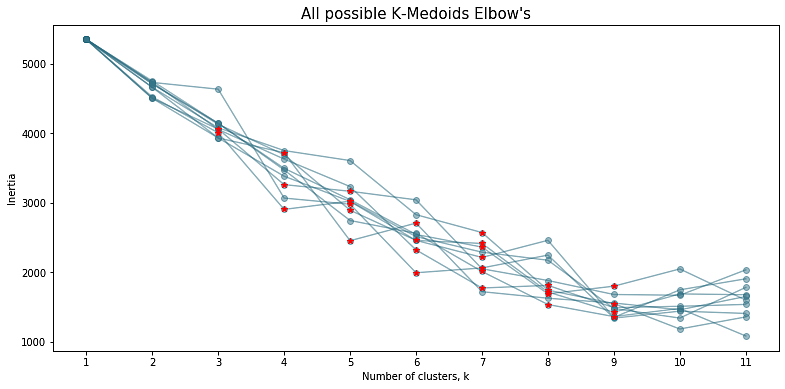 All possible K-Medoids Elbow's
5000
4000
3000
2000
1000
Inertia
1 2 3 4 5 6 7 8 9 10 11
Number of clusters, k